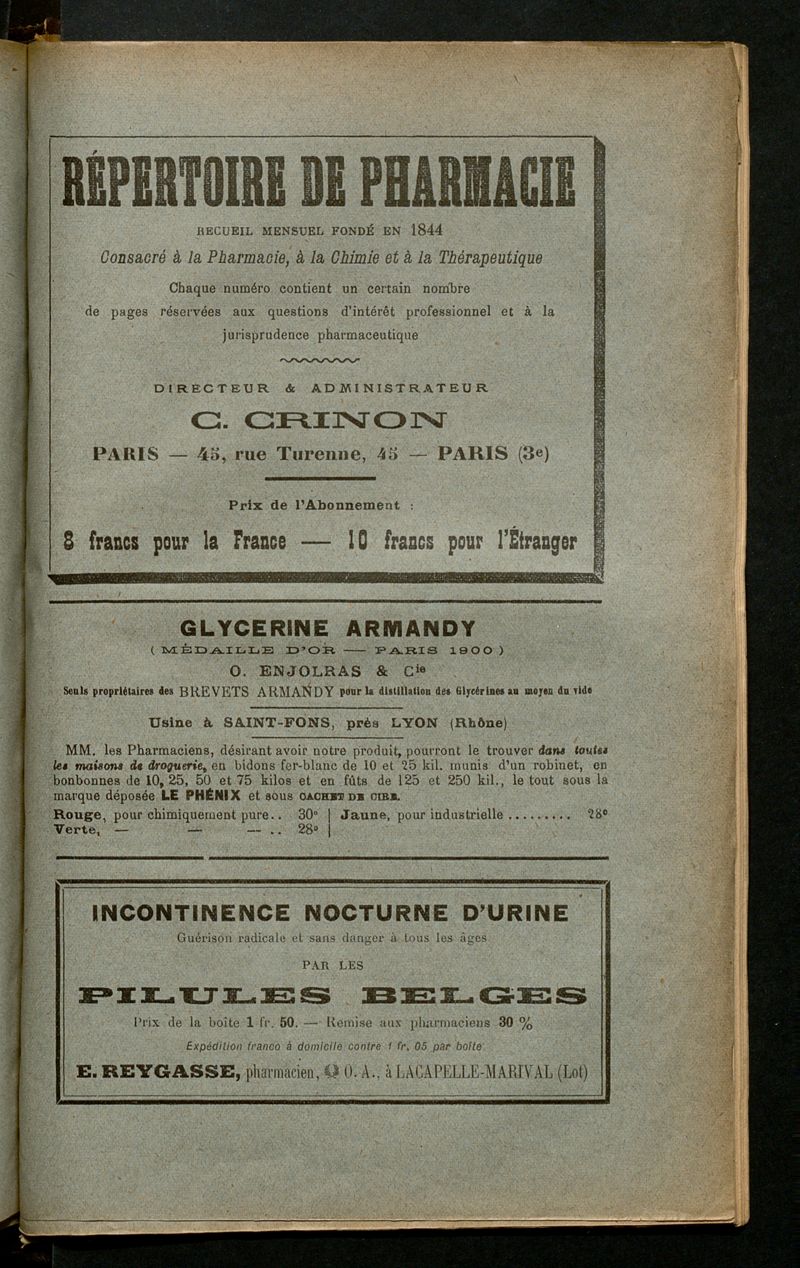 RÉPERTOIRE DE PHARMACIE
RECUEIL MENSUEL FONDÉ EN 1844
Consacré à la Pharmacie, à la Chimie et à la Thérapeutique
Chaque numéro contient un certain nombre
de pages réservées aux questions d'intérêt professionnel et à la
jurisprudence pharmaceutique
DIRECTEUR & ADMINISTRATEUR
C. CRINON
PARIS — 45, rue Turenne, 45 — PARIS (3e)
Prix de l'Abonnement :
8 francs pour la France — 10 francs pour l'Étranger
GLYCERINE ARMANDY
( MÉDAILLE D'OR — PARIS 1900 )
O. ENJOLRAS & Cie
Seuls propriétaires des BREVETS ARMANDY pour la distillation des Glycérines au moyen du vide
Usine à SAINT-FONS, près LYON (Rhône)
MM. les Pharmaciens, désirant avoir notre produit, pourront le trouver dans toutes
les maisons de droguerie, en bidons fer-blanc de 10 et 25 kil. munis d'un robinet, en
bonbonnes de 10, 25, 50 et 75 kilos et en fûts de 125 et 250 kil., le tout sous la
marque déposée LE PHÉNIX et sous CACHET DE CIRE.
Rouge, pour chimiquement pure.. 30° | Jaune, pour industrielle ......... 28°
Verte, — — — .. 28° |
INCONTINENCE NOCTURNE D'URINE
Guérison radicale et sans danger à tous les âges
PAR LES
PILULES BELGES
Prix de la boîte 1 fr. 50. — Remise aux pharmaciens 30 %
Expédition franco à domicile contre 1 fr. 05 par boîte
E. REYGASSE, pharmacien, O. A., à LACAPELLE-MARIVAL (Lot)